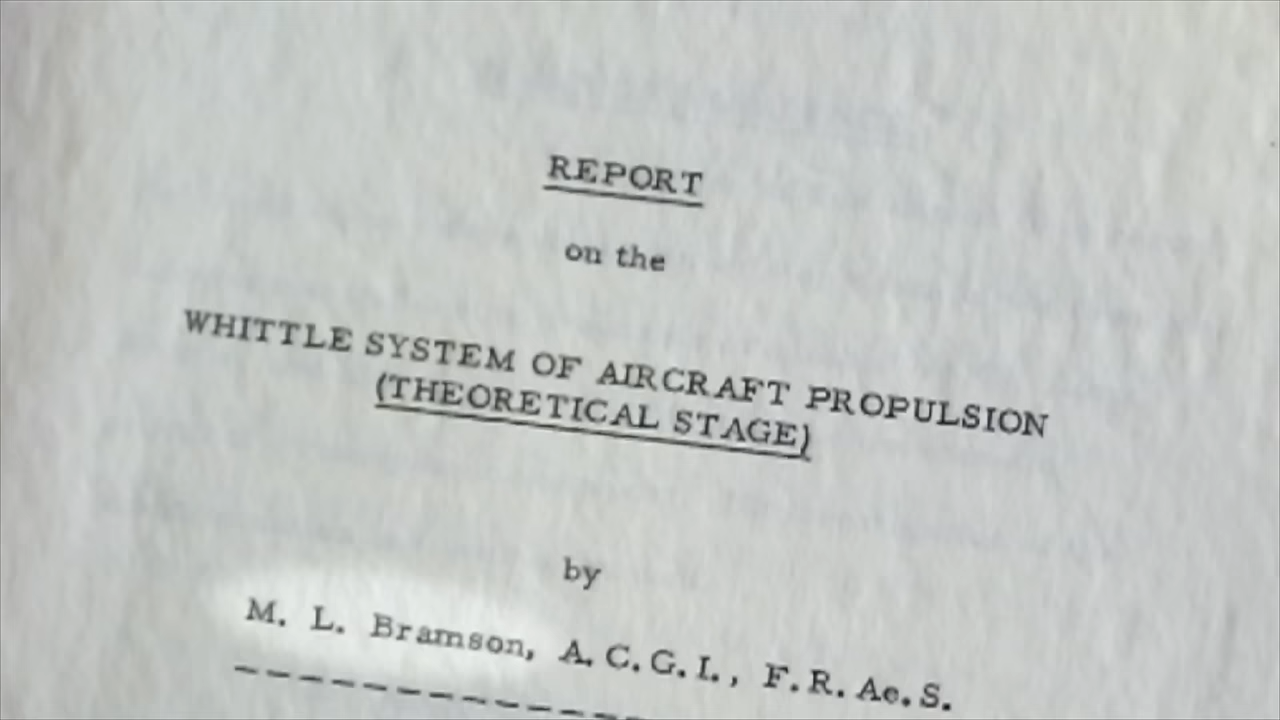 REPORT
on the
WHITTLE SYSTEM OF AIRCRAFT PROPULSION
(THEORETICAL STAGE)
by
M. L. Bramson, A.C.G.I., F.R.Ae.S.